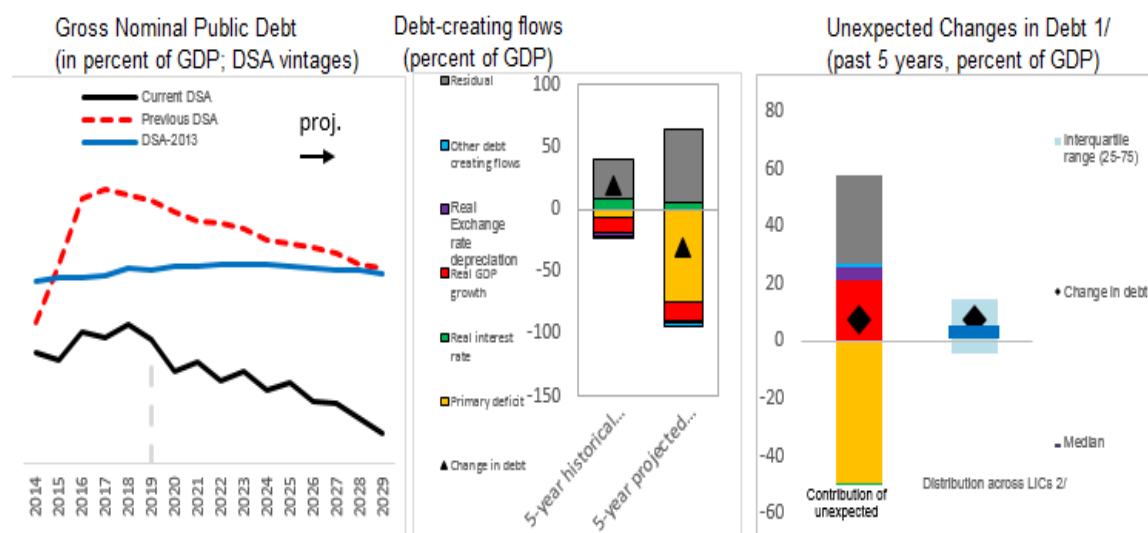 Gross Nominal Public Debt
(in percent of GDP; DSA vintages)
Current DSA
Previous DSA
DSA-2013
proj.
2014
2015
2016
2017
2018
2019
2020
2021
2022
2023
2024
2025
2026
2027
2028
2029
Debt-creating flows
(percent of GDP)
Residual
Other debt
creating flows
Real
Exchange
rate
depreciation
Real GDP
growth
Real interest
rate
Primary deficit
Change in debt
100
50
0
-50
-100
-150
5-year historical...
5-year projected...
Unexpected Changes in Debt 1/
(past 5 years, percent of GDP)
80
60
40
20
0
-20
-40
-60
Contribution of
unexpected
Distribution across LICs 2/
Interquartile
range (25-75)
Change in debt
Median